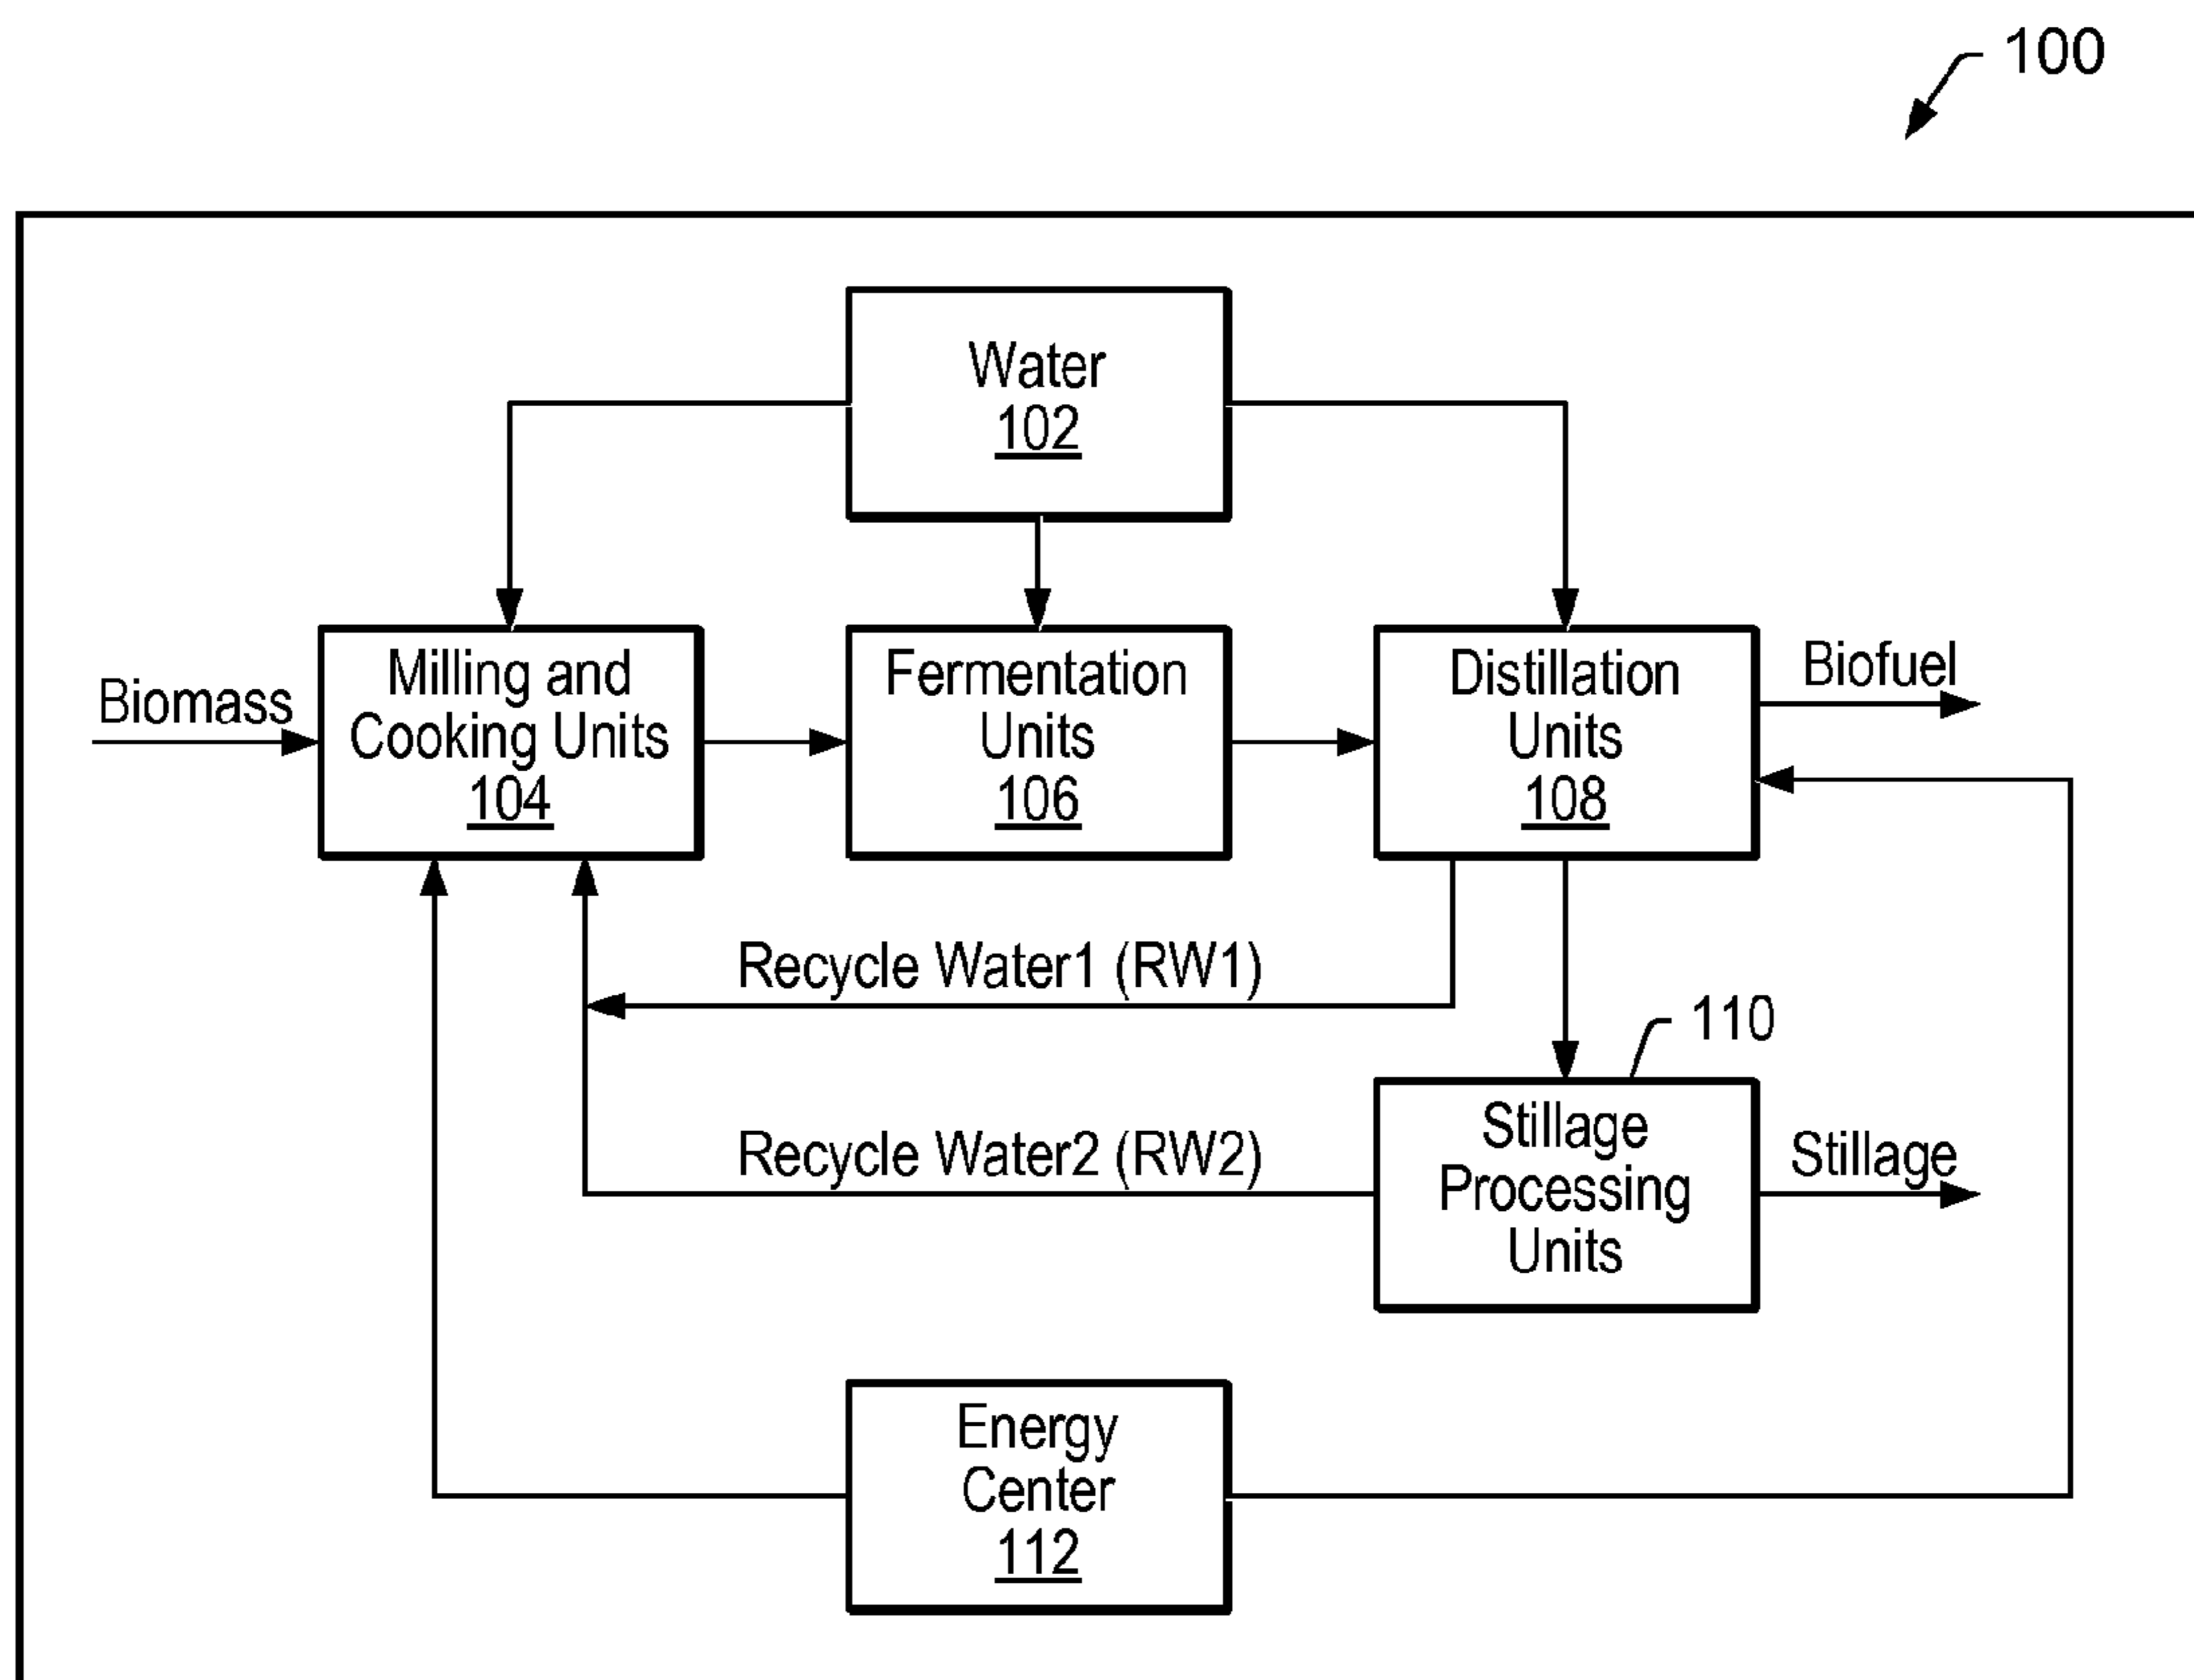 100
Water
102
Biomass
Milling and
Cooking Units
104
Fermentation
Units
106
Distillation
Units
108
Biofuel
Recycle Water1 (RW1)
110
Recycle Water2 (RW2)
Stillage
Processing
Units
Stillage
Energy
Center
112